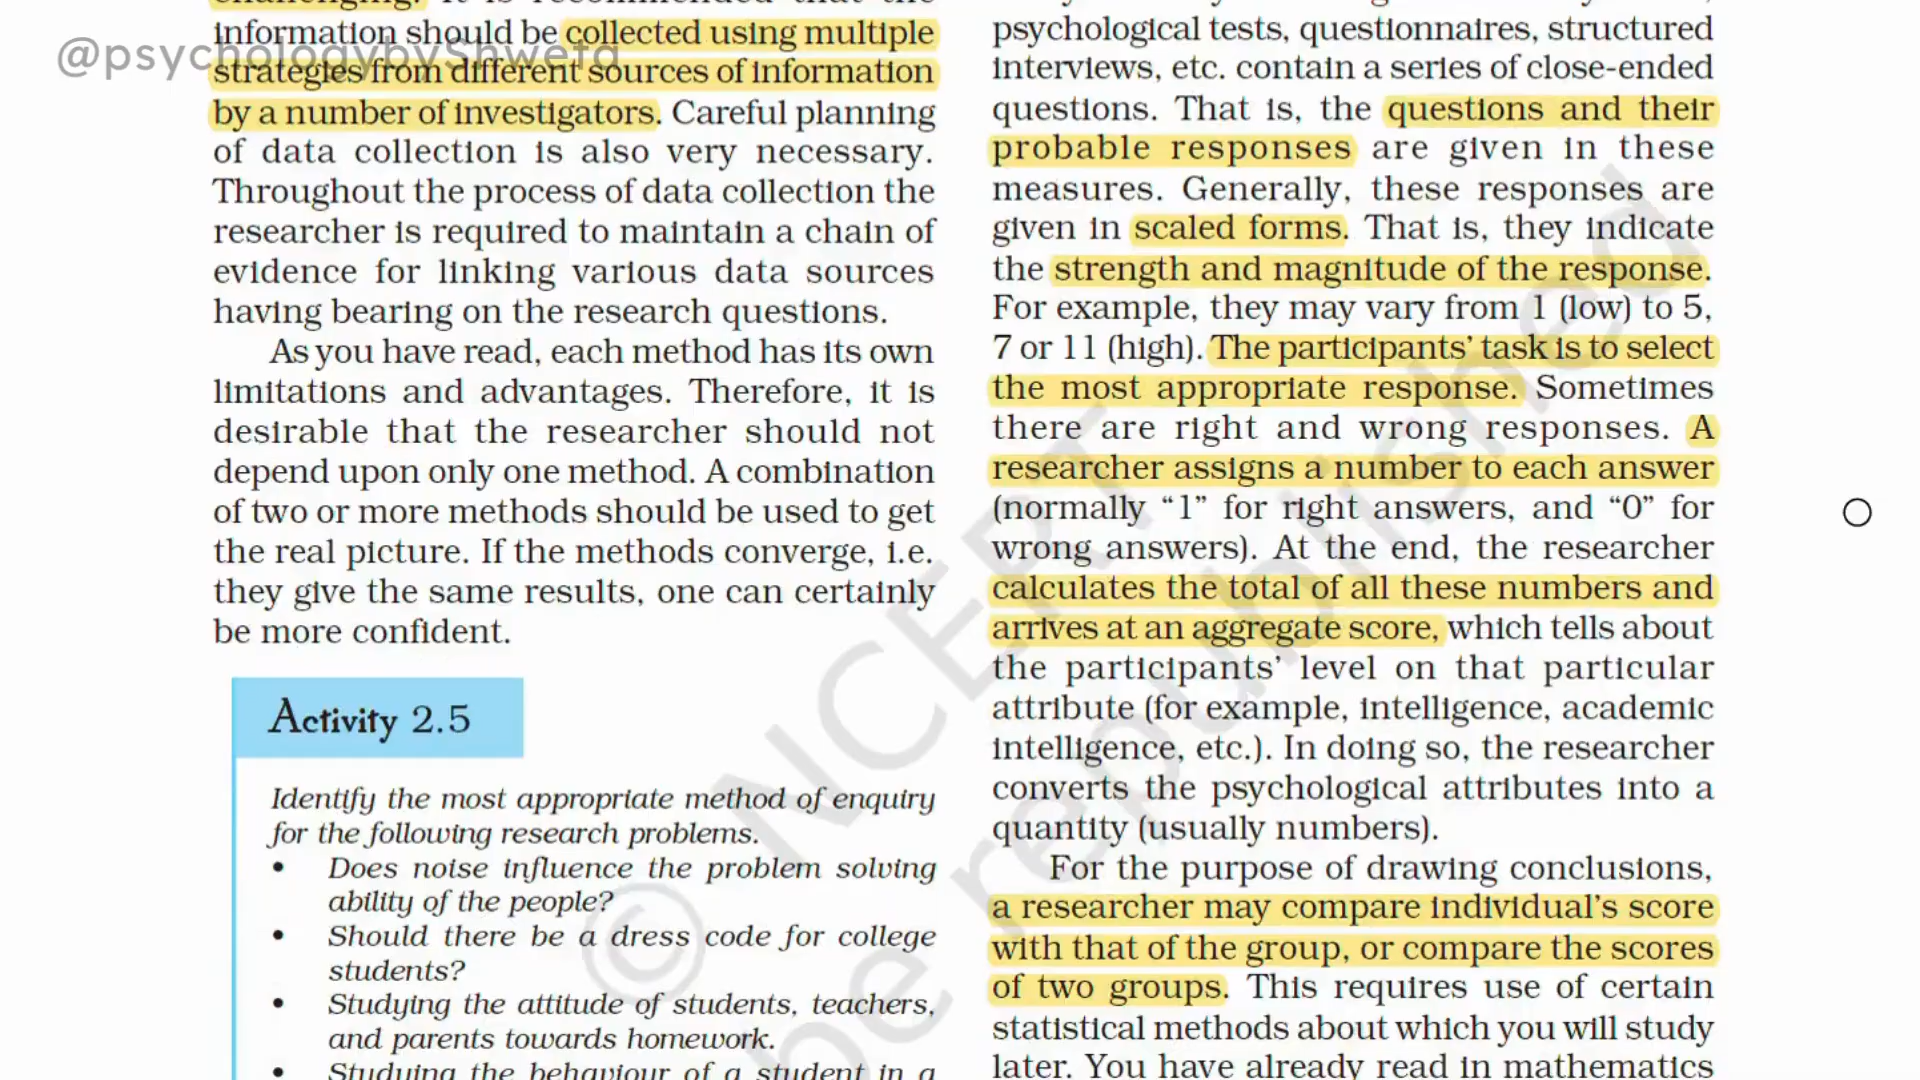 challenging. It is recommended that the
information should be collected using multiple
@psychologybyShweta
strategies from different sources of information
by a number of investigators. Careful planning
of data collection is also very necessary.
Throughout the process of data collection the
researcher is required to maintain a chain of
evidence for linking various data sources
having bearing on the research questions.
As you have read, each method has its own
limitations and advantages. Therefore, it is
desirable that the researcher should not
depend upon only one method. A combination
of two or more methods should be used to get
the real picture. If the methods converge, i.e.
they give the same results, one can certainly
be more confident.
Activity 2.5
Identify the most appropriate method of enquiry
for the following research problems.
• Does noise influence the problem solving
ability of the people?
• Should there be a dress code for college
students?
• Studying the attitude of students, teachers,
and parents towards homework.
• Studying the behaviour of a student in a
psychological tests, questionnaires, structured
interviews, etc. contain a series of close-ended
questions. That is, the questions and their
probable responses are given in these
measures. Generally, these responses are
given in scaled forms. That is, they indicate
the strength and magnitude of the response.
For example, they may vary from 1 (low) to 5,
7 or 11 (high). The participants’ task is to select
the most appropriate response. Sometimes
there are right and wrong responses. A
researcher assigns a number to each answer
(normally “1” for right answers, and “0” for
wrong answers). At the end, the researcher
calculates the total of all these numbers and
arrives at an aggregate score, which tells about
the participants’ level on that particular
attribute (for example, intelligence, academic
intelligence, etc.). In doing so, the researcher
converts the psychological attributes into a
quantity (usually numbers).
For the purpose of drawing conclusions,
a researcher may compare individual’s score
with that of the group, or compare the scores
of two groups. This requires use of certain
statistical methods about which you will study
later. You have already read in mathematics
© NCERT
be republished